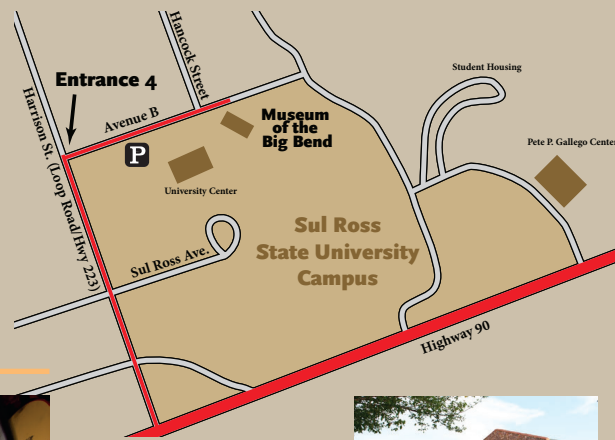 Hancock Street
Student Housing
Entrance 4
Harrison St. (Loop Road/Hwy 223)
Avenue B
Museum
of the
Big Bend
Pete P. Gallego Center
P
University Center
Sul Ross
State University
Campus
Sul Ross Ave.
Highway 90